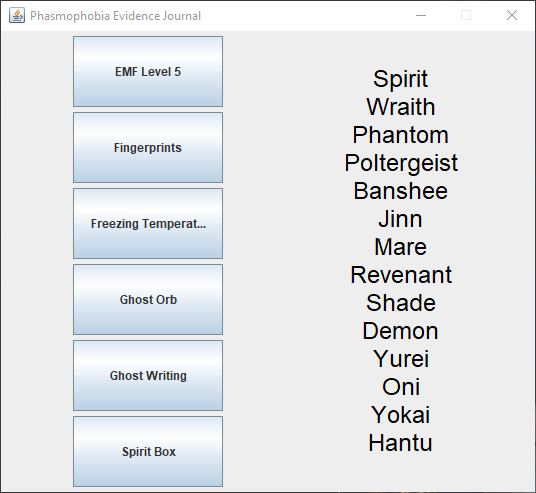 Phasmophobia Evidence Journal
EMF Level 5
Fingerprints
Freezing Temperat...
Ghost Orb
Ghost Writing
Spirit Box
Spirit
Wraith
Phantom
Poltergeist
Banshee
Jinn
Mare
Revenant
Shade
Demon
Yurei
Oni
Yokai
Hantu